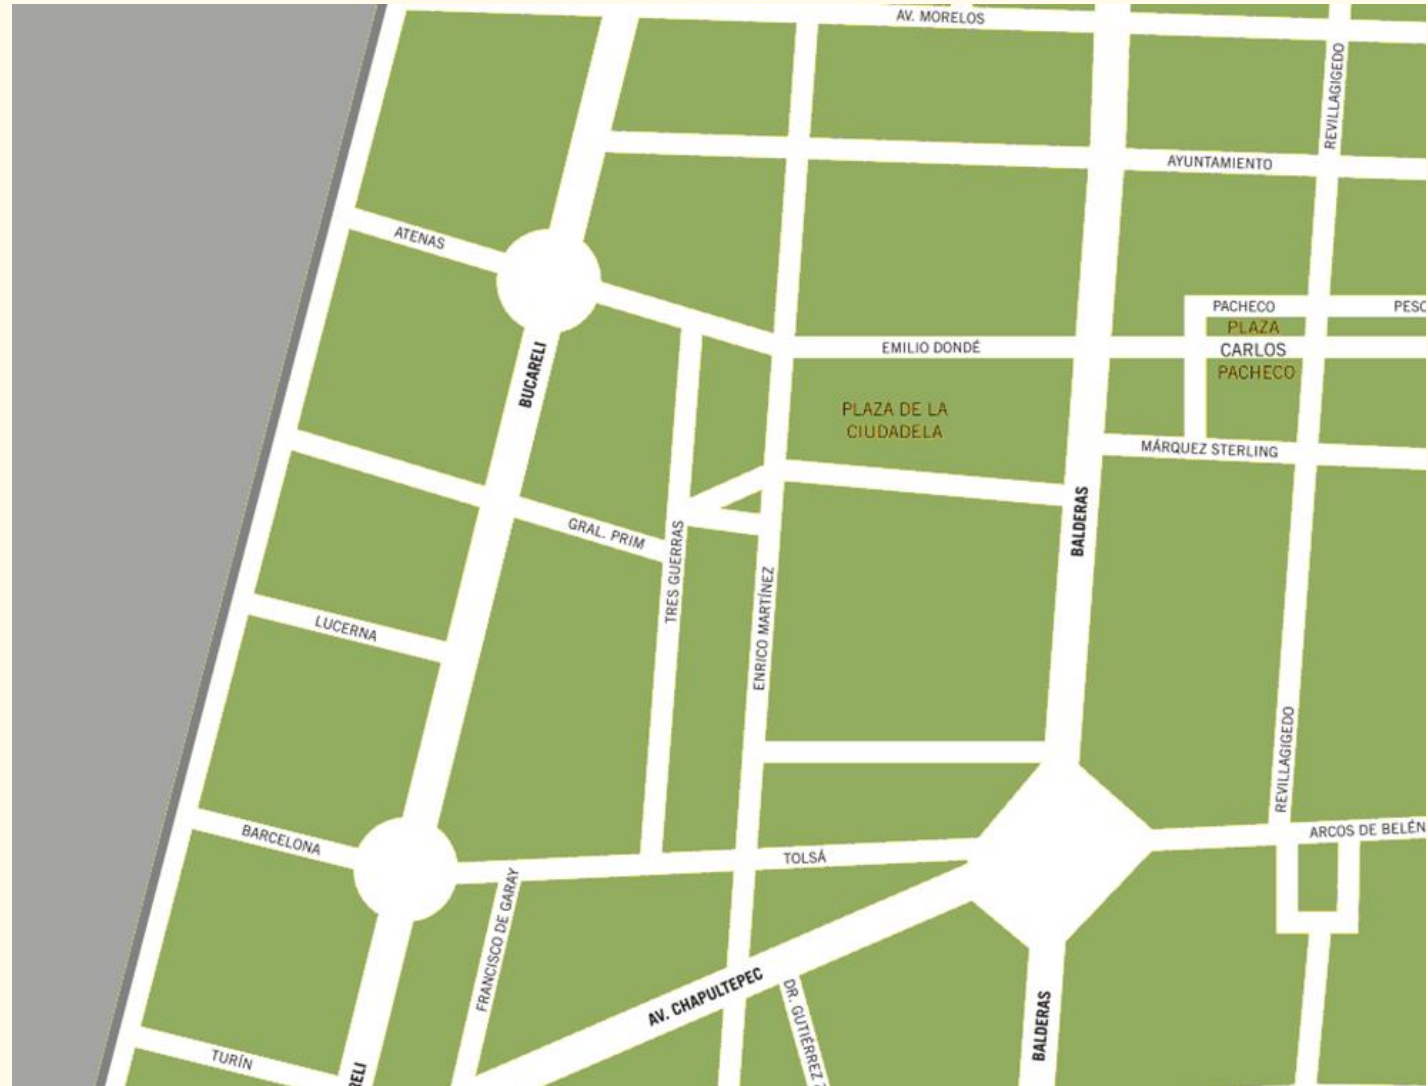 AV. MORELOS
REVILLAGIGEDO
AYUNTAMIENTO
ATENAS
PACHECO
PLAZA
CARLOS
PACHECO
EMILIO DONDÉ
BUCARELI
PLAZA DE LA
CIUDADELA
MÁRQUEZ STERLING
BALDERAS
GRAL. PRIM
TRES GUERRAS
ENRICO MARTÍNEZ
LUCERNA
REVILLAGIGEDO
BARCELONA
TOLSÁ
ARCOS DE BELÉN
FRANCISCO DE GARAY
AV. CHAPULTEPEC
DR. GUTIÉRREZ
BALDERAS
TURÍN